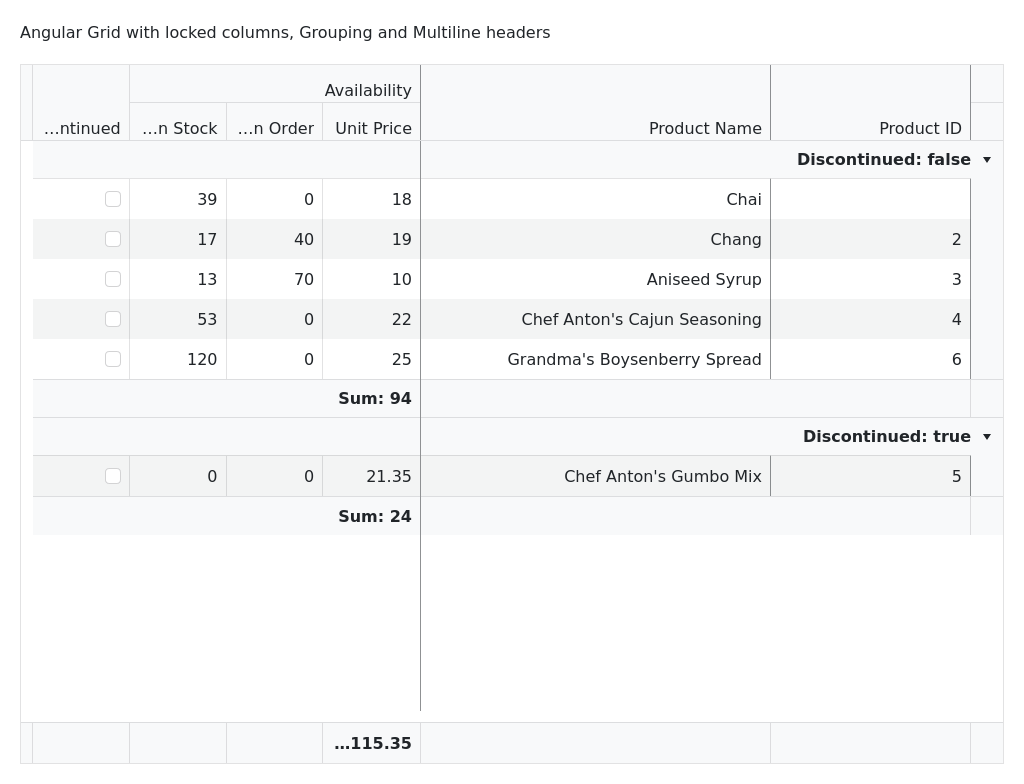 Angular Grid with locked columns, Grouping and Multiline headers
Availability
...ntinued ...n Stock ...n Order Unit Price Product Name Product ID
Discontinued: false
39 0 18 Chai
17 40 19 Chang 2
13 70 10 Aniseed Syrup 3
53 0 22 Chef Anton's Cajun Seasoning 4
120 0 25 Grandma's Boysenberry Spread 6
Sum: 94
Discontinued: true
0 0 21.35 Chef Anton's Gumbo Mix 5
Sum: 24
...115.35